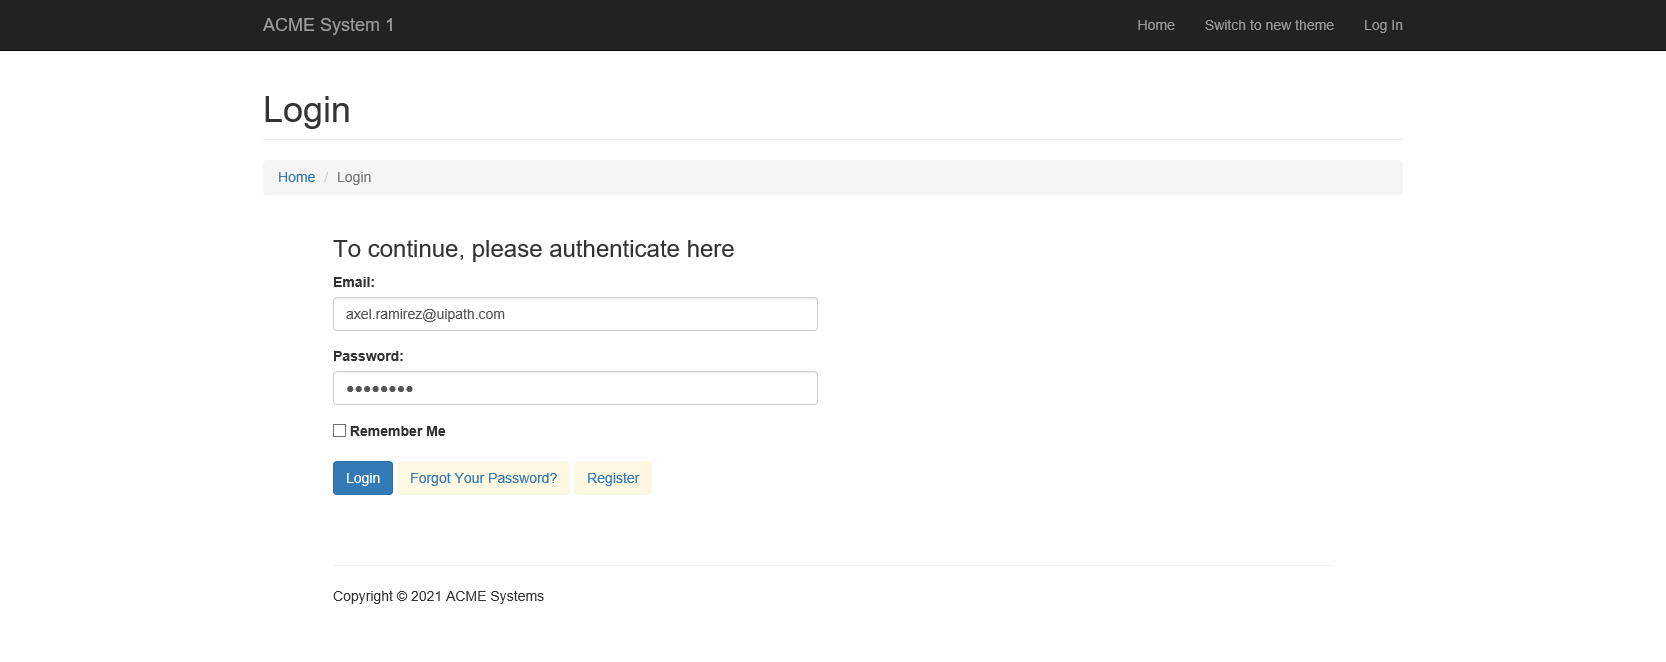 ACME System 1 Home Switch to new theme Log In
Login
Home / Login
To continue, please authenticate here
Email:
axel.ramirez@uipath.com
Password:
●●●●●●●●
Remember Me
Login Forgot Your Password? Register
Copyright © 2021 ACME Systems